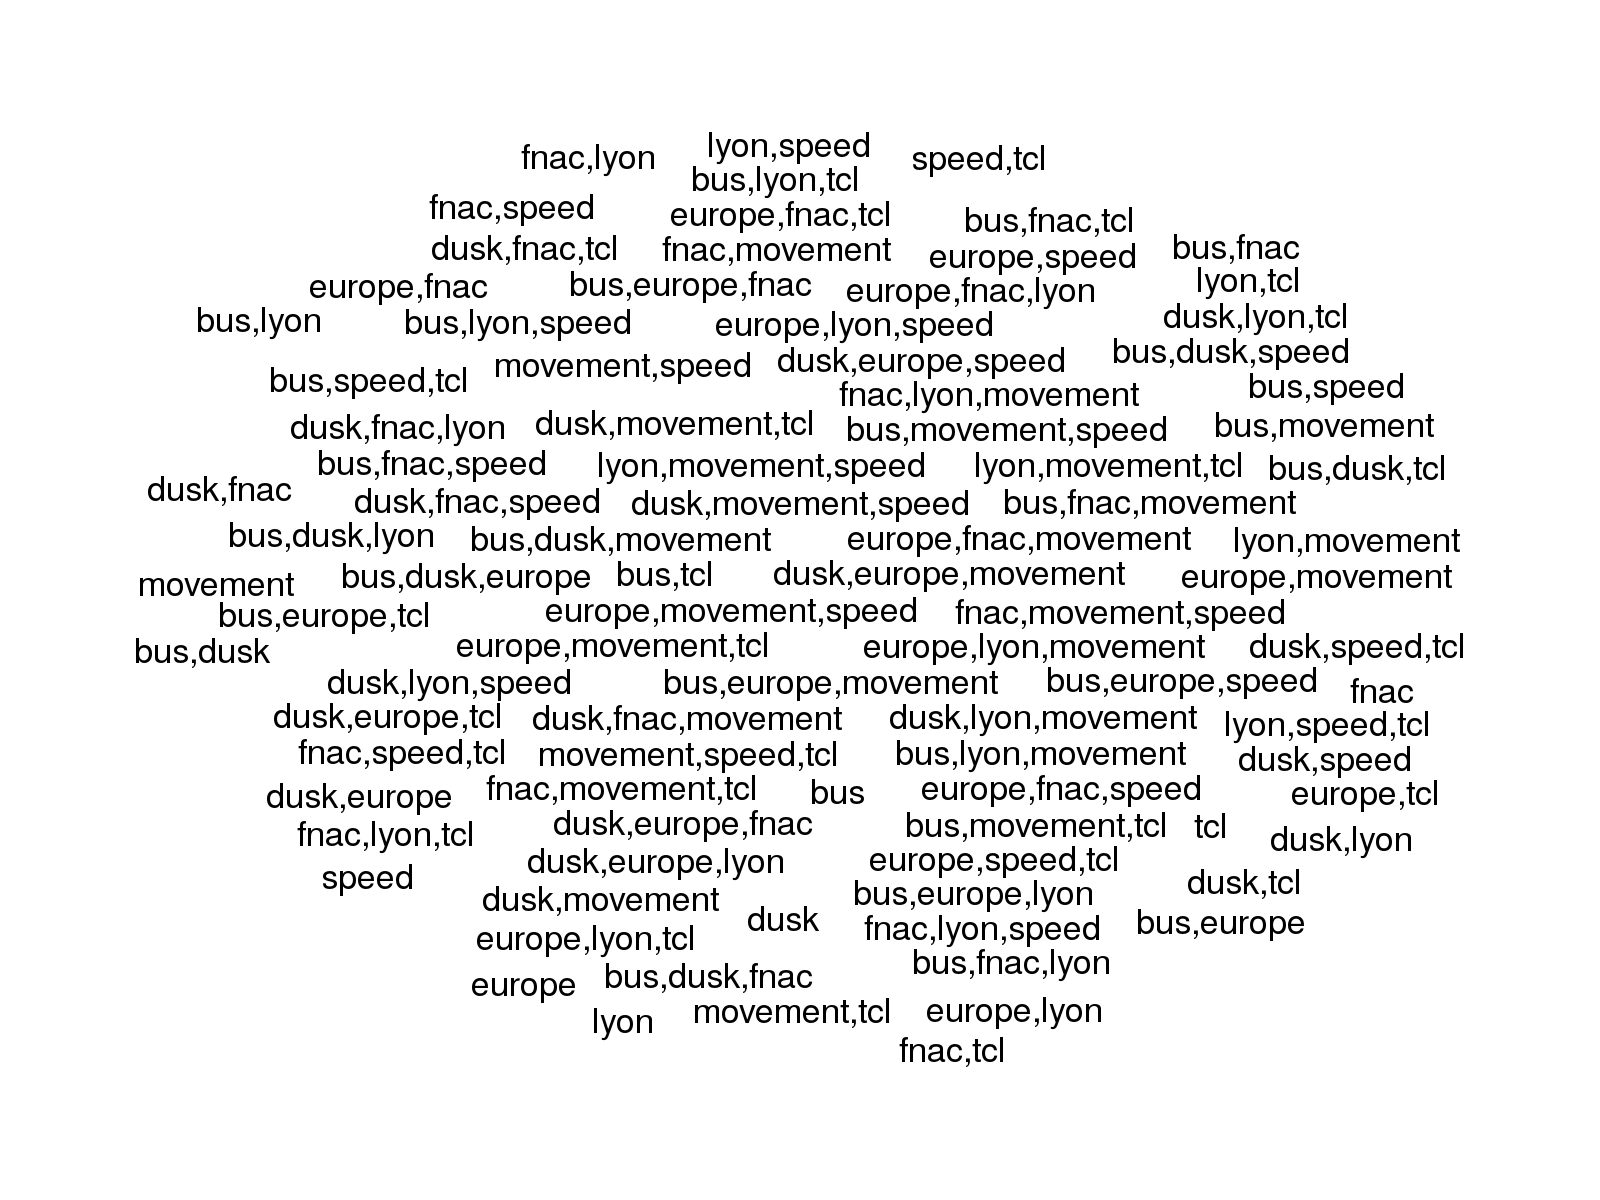 fnac,lyon
lyon,speed
speed,tcl
bus,lyon,tcl
fnac,speed
europe,fnac,tcl
bus,fnac,tcl
dusk,fnac,tcl
fnac,movement
europe,speed
bus,fnac
europe,fnac
bus,europe,fnac
europe,fnac,lyon
lyon,tcl
bus,lyon
bus,lyon,speed
europe,lyon,speed
dusk,lyon,tcl
movement,speed
dusk,europe,speed
bus,dusk,speed
bus,speed,tcl
fnac,lyon,movement
bus,speed
dusk,fnac,lyon
dusk,movement,tcl
bus,movement,speed
bus,movement
bus,fnac,speed
lyon,movement,speed
lyon,movement,tcl
bus,dusk,tcl
dusk,fnac
dusk,fnac,speed
dusk,movement,speed
bus,fnac,movement
bus,dusk,lyon
bus,dusk,movement
europe,fnac,movement
lyon,movement
movement
bus,dusk,europe
bus,tcl
dusk,europe,movement
europe,movement
bus,europe,tcl
europe,movement,speed
fnac,movement,speed
bus,dusk
europe,movement,tcl
europe,lyon,movement
dusk,speed,tcl
dusk,lyon,speed
bus,europe,movement
bus,europe,speed
fnac
dusk,europe,tcl
dusk,fnac,movement
dusk,lyon,movement
lyon,speed,tcl
fnac,speed,tcl
movement,speed,tcl
bus,lyon,movement
dusk,speed
dusk,europe
fnac,movement,tcl
bus
europe,fnac,speed
europe,tcl
fnac,lyon,tcl
dusk,europe,fnac
bus,movement,tcl
tcl
dusk,lyon
speed
dusk,europe,lyon
europe,speed,tcl
dusk,tcl
dusk,movement
dusk
bus,europe,lyon
europe,lyon,tcl
fnac,lyon,speed
bus,europe
europe
bus,dusk,fnac
bus,fnac,lyon
lyon
movement,tcl
europe,lyon
fnac,tcl